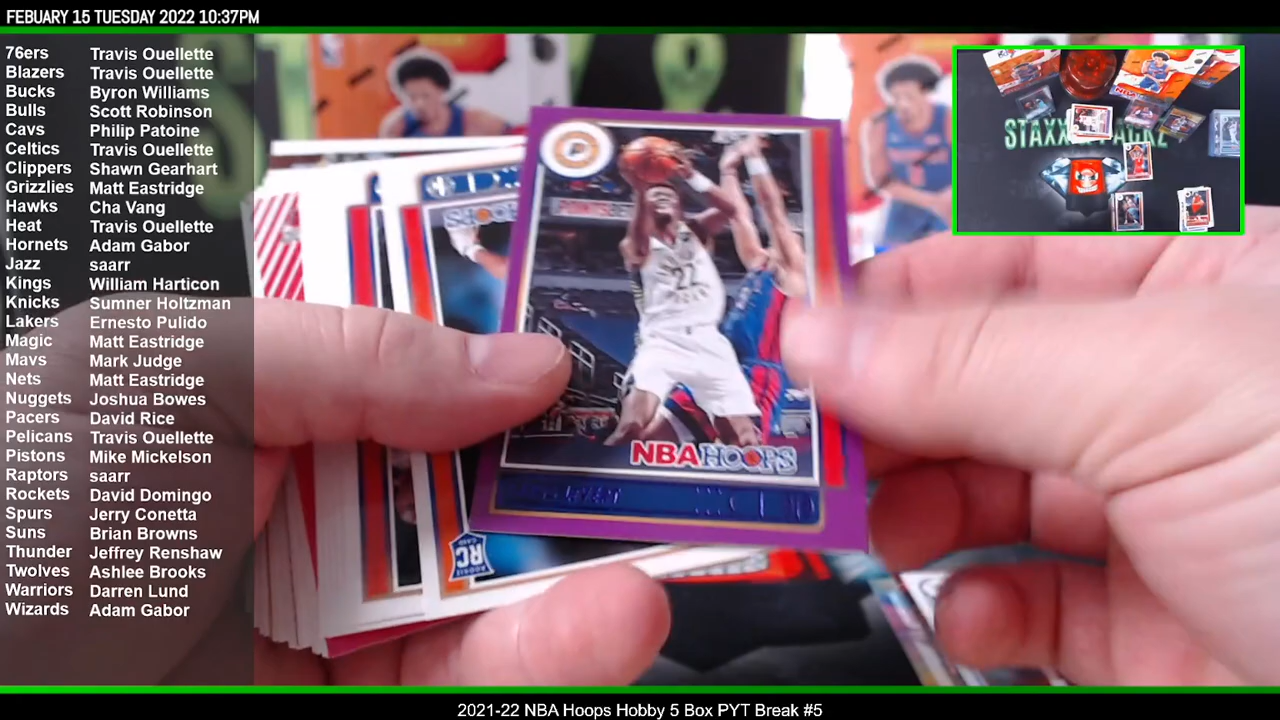 FEBUARY 15 TUESDAY 2022 10:37PM
76ers Travis Ouellette
Blazers Travis Ouellette
Bucks Byron Williams
Bulls Scott Robinson
Cavs Philip Patoine
Celtics Travis Ouellette
Clippers Shawn Gearhart
Grizzlies Matt Eastridge
Hawks Cha Vang
Heat Travis Ouellette
Hornets Adam Gabor
Jazz saarr
Kings William Harticon
Knicks Sumner Holtzman
Lakers Ernesto Pulido
Magic Matt Eastridge
Mavs Mark Judge
Nets Matt Eastridge
Nuggets Joshua Bowes
Pacers David Rice
Pelicans Travis Ouellette
Pistons Mike Mickelson
Raptors saarr
Rockets David Domingo
Spurs Jerry Conetta
Suns Brian Browns
Thunder Jeffrey Renshaw
Twolves Ashlee Brooks
Warriors Darren Lund
Wizards Adam Gabor
22
NBA HOOPS
RC
2021-22 NBA Hoops Hobby 5 Box PYT Break #5